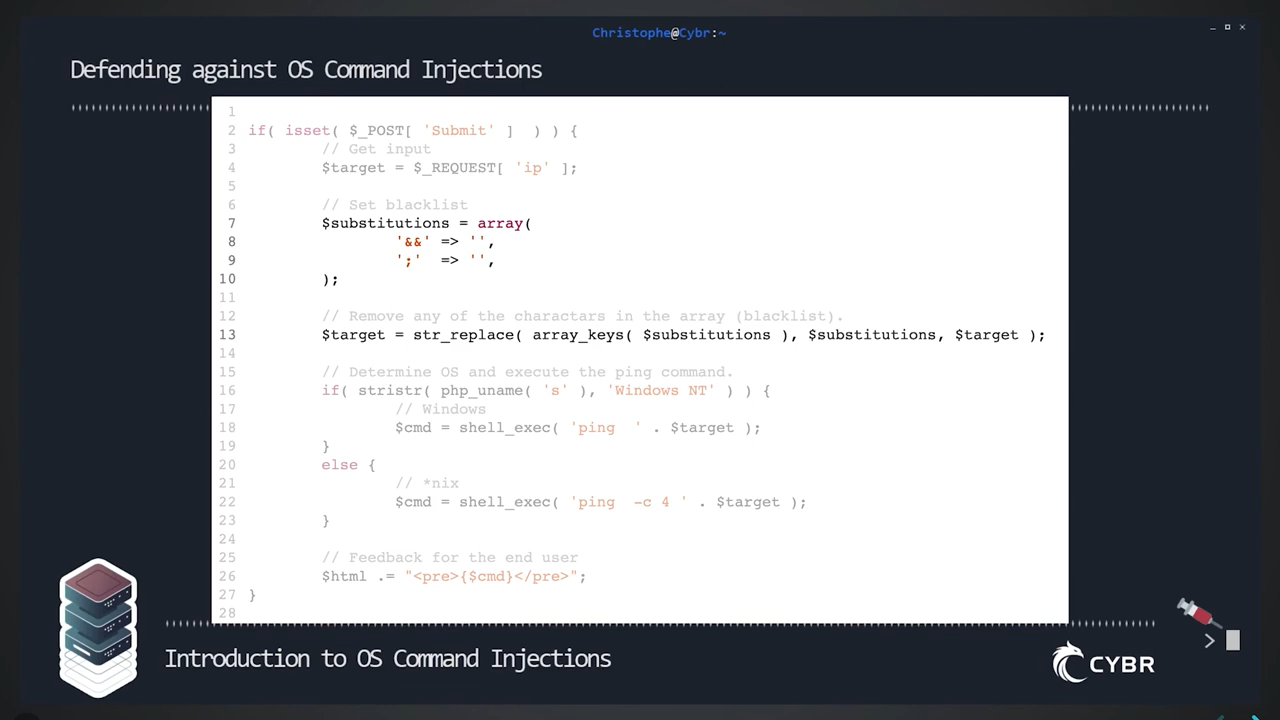 Christophe@Cybr:~
Defending against OS Command Injections
1
2 if( isset( $_POST[ 'Submit' ]  ) ) {
3         // Get input
4         $target = $_REQUEST[ 'ip' ];
5
6         // Set blacklist
7         $substitutions = array(
8                 '&&' => '',
9                 ';'  => '',
10         );
11
12         // Remove any of the charactars in the array (blacklist).
13         $target = str_replace( array_keys( $substitutions ), $substitutions, $target );
14
15         // Determine OS and execute the ping command.
16         if( stristr( php_uname( 's' ), 'Windows NT' ) ) {
17                 // Windows
18                 $cmd = shell_exec( 'ping  ' . $target );
19         }
20         else {
21                 // *nix
22                 $cmd = shell_exec( 'ping  -c 4 ' . $target );
23         }
24
25         // Feedback for the end user
26         $html .= "<pre>{$cmd}</pre>";
27 }
28
>
Introduction to OS Command Injections
CYBR